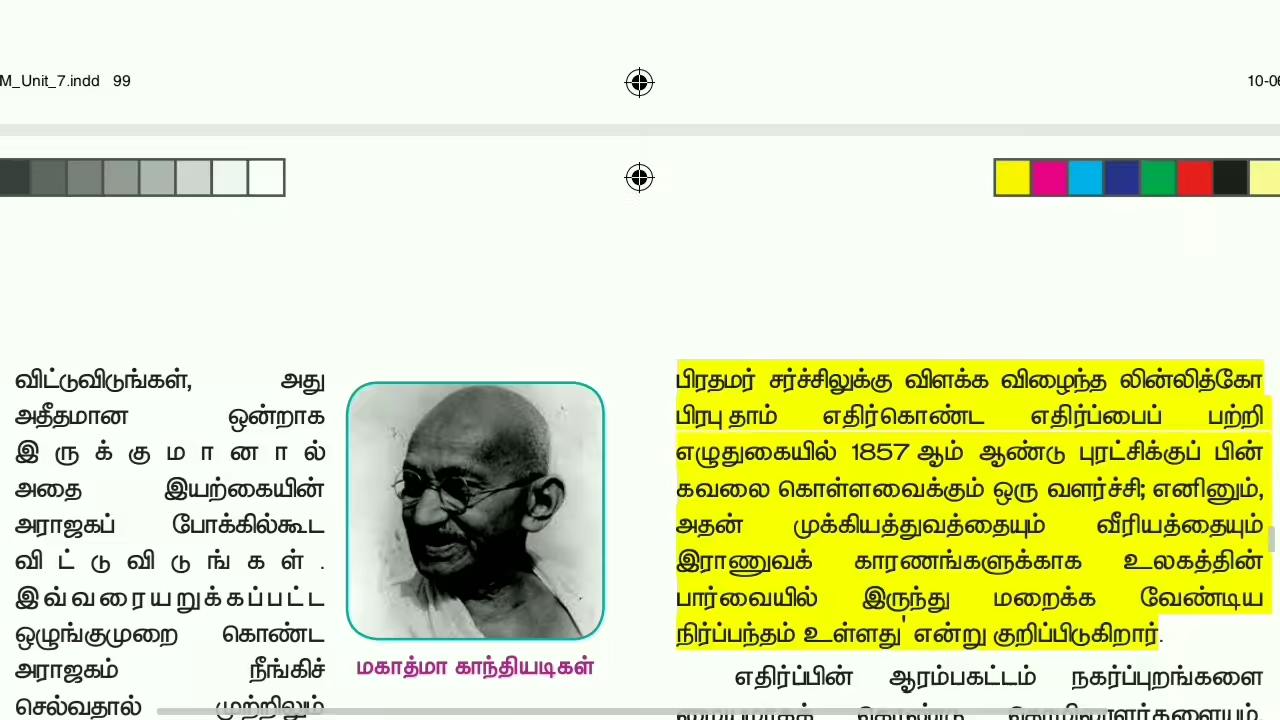 M_Unit_7.indd 99
10-06
விட்டுவிடுங்கள், அது
அதீதமான ஒன்றாக
இருக்குமானால்
அதை இயற்கையின்
அராஜகப் போக்கில்கூட
விட்டுவிடுங்கள்.
இவ்வரையறுக்கப்பட்ட
ஒழுங்குமுறை கொண்ட
அராஜகம் நீங்கிச்
செல்வதால் முற்றிலும்
மகாத்மா காந்தியடிகள்
பிரதமர் சர்ச்சிலுக்கு விளக்க விழைந்த லின்லித்கோ
பிரபு தாம் எதிர்கொண்ட எதிர்ப்பைப் பற்றி
எழுதுகையில் 1857 ஆம் ஆண்டு புரட்சிக்குப் பின்
கவலை கொள்ளவைக்கும் ஒரு வளர்ச்சி; எனினும்,
அதன் முக்கியத்துவத்தையும் வீரியத்தையும்
இராணுவக் காரணங்களுக்காக உலகத்தின்
பார்வையில் இருந்து மறைக்க வேண்டிய
நிர்ப்பந்தம் உள்ளது' என்று குறிப்பிடுகிறார்.
எதிர்ப்பின் ஆரம்பகட்டம் நகர்ப்புறங்களை